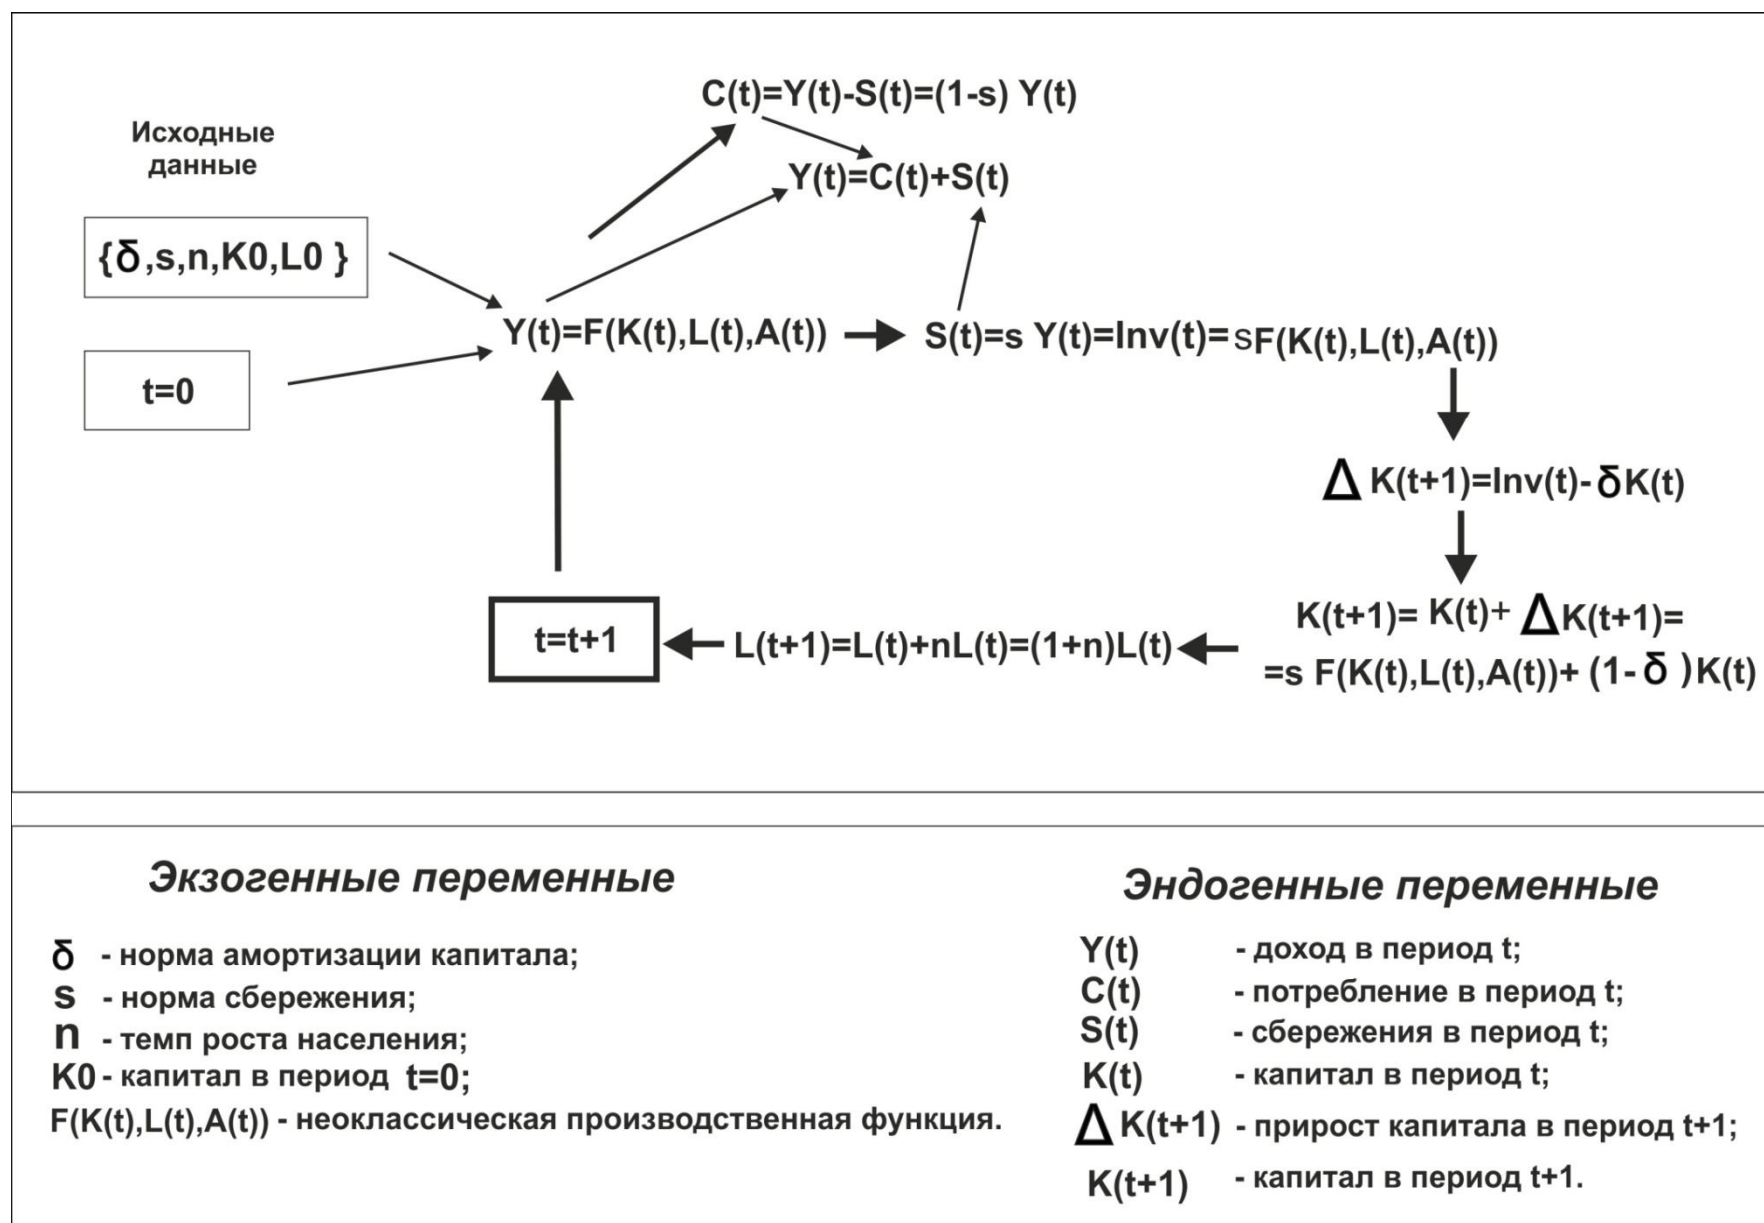 C(t)=Y(t)-S(t)=(1-s) Y(t)
Исходные
данные
Y(t)=C(t)+S(t)
{δ,s,n,K0,L0 }
Y(t)=F(K(t),L(t),A(t))
S(t)=s Y(t)=Inv(t)=sF(K(t),L(t),A(t))
t=0
Δ K(t+1)=Inv(t)-δK(t)
K(t+1)= K(t)+ ΔK(t+1)=
=s F(K(t),L(t),A(t))+ (1-δ )K(t)
L(t+1)=L(t)+nL(t)=(1+n)L(t)
t=t+1
Экзогенные переменные
δ - норма амортизации капитала;
s - норма сбережения;
n - темп роста населения;
K0 - капитал в период t=0;
F(K(t),L(t),A(t)) - неоклассическая производственная функция.
Эндогенные переменные
Y(t) - доход в период t;
C(t) - потребление в период t;
S(t) - сбережения в период t;
K(t) - капитал в период t;
Δ K(t+1) - прирост капитала в период t+1;
K(t+1) - капитал в период t+1.